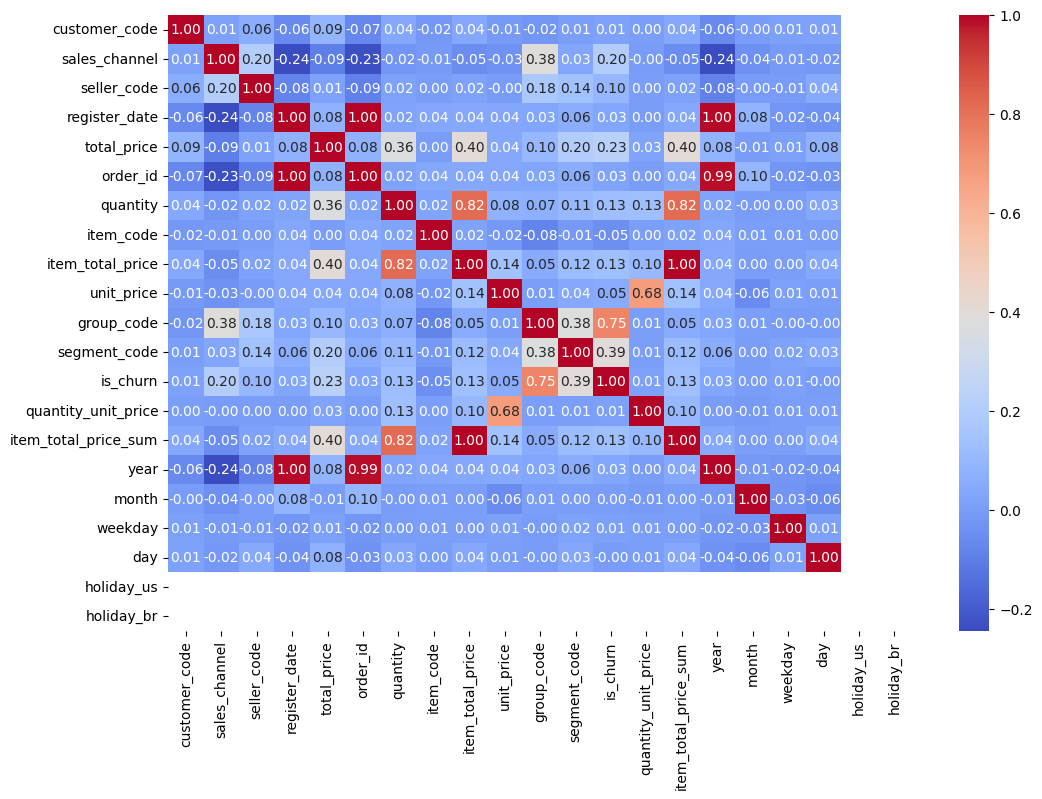 customer_code 1.00 0.01 0.06 -0.06 0.09 -0.07 0.04 -0.02 0.04 -0.01 -0.02 0.01 0.01 0.00 0.04 -0.06 -0.00 0.01 0.01
sales_channel 0.01 1.00 0.20 -0.24 -0.09 -0.23 -0.02 -0.01 -0.05 -0.03 0.38 0.03 0.20 -0.00 -0.05 -0.24 -0.04 -0.01 -0.02
seller_code 0.06 0.20 1.00 -0.08 0.01 -0.09 0.02 0.00 0.02 -0.00 0.18 0.14 0.10 0.00 0.02 -0.08 -0.00 -0.01 0.04
register_date -0.06 -0.24 -0.08 1.00 0.08 1.00 0.02 0.04 0.04 0.04 0.03 0.06 0.03 0.00 0.04 1.00 0.08 -0.02 -0.04
total_price 0.09 -0.09 0.01 0.08 1.00 0.08 0.36 0.00 0.40 0.04 0.10 0.20 0.23 0.03 0.40 0.08 -0.01 0.01 0.08
order_id -0.07 -0.23 -0.09 1.00 0.08 1.00 0.02 0.04 0.04 0.04 0.03 0.06 0.03 0.00 0.04 0.99 0.10 -0.02 -0.03
quantity 0.04 -0.02 0.02 0.02 0.36 0.02 1.00 0.02 0.82 0.08 0.07 0.11 0.13 0.13 0.82 0.02 -0.00 0.00 0.03
item_code -0.02 -0.01 0.00 0.04 0.00 0.04 0.02 1.00 0.02 -0.02 -0.08 -0.01 -0.05 0.00 0.02 0.04 0.01 0.01 0.00
item_total_price 0.04 -0.05 0.02 0.04 0.40 0.04 0.82 0.02 1.00 0.14 0.05 0.12 0.13 0.10 1.00 0.04 0.00 0.00 0.04
unit_price -0.01 -0.03 -0.00 0.04 0.04 0.04 0.08 -0.02 0.14 1.00 0.01 0.04 0.05 0.68 0.14 0.04 -0.06 0.01 0.01
group_code -0.02 0.38 0.18 0.03 0.10 0.03 0.07 -0.08 0.05 0.01 1.00 0.38 0.75 0.01 0.05 0.03 0.01 -0.00 -0.00
segment_code 0.01 0.03 0.14 0.06 0.20 0.06 0.11 -0.01 0.12 0.04 0.38 1.00 0.39 0.01 0.12 0.06 0.00 0.02 0.03
is_churn 0.01 0.20 0.10 0.03 0.23 0.03 0.13 -0.05 0.13 0.05 0.75 0.39 1.00 0.01 0.13 0.03 0.00 0.01 -0.00
quantity_unit_price 0.00 -0.00 0.00 0.00 0.03 0.00 0.13 0.00 0.10 0.68 0.01 0.01 0.01 1.00 0.10 0.00 -0.01 0.01 0.01
item_total_price_sum 0.04 -0.05 0.02 0.04 0.40 0.04 0.82 0.02 1.00 0.14 0.05 0.12 0.13 0.10 1.00 0.04 0.00 0.00 0.04
year -0.06 -0.24 -0.08 1.00 0.08 0.99 0.02 0.04 0.04 0.04 0.03 0.06 0.03 0.00 0.04 1.00 -0.01 -0.02 -0.04
month -0.00 -0.04 -0.00 0.08 -0.01 0.10 -0.00 0.01 0.00 -0.06 0.01 0.00 0.00 -0.01 0.00 -0.01 1.00 -0.03 -0.06
weekday 0.01 -0.01 -0.01 -0.02 0.01 -0.02 0.00 0.01 0.00 0.01 -0.00 0.02 0.01 0.01 0.00 -0.02 -0.03 1.00 0.01
day 0.01 -0.02 0.04 -0.04 0.08 -0.03 0.03 0.00 0.04 0.01 -0.00 0.03 -0.00 0.01 0.04 -0.04 -0.06 0.01 1.00
holiday_us
holiday_br
customer_code
sales_channel
seller_code
register_date
total_price
order_id
quantity
item_code
item_total_price
unit_price
group_code
segment_code
is_churn
quantity_unit_price
item_total_price_sum
year
month
weekday
day
holiday_us
holiday_br
1.0
0.8
0.6
0.4
0.2
0.0
−0.2